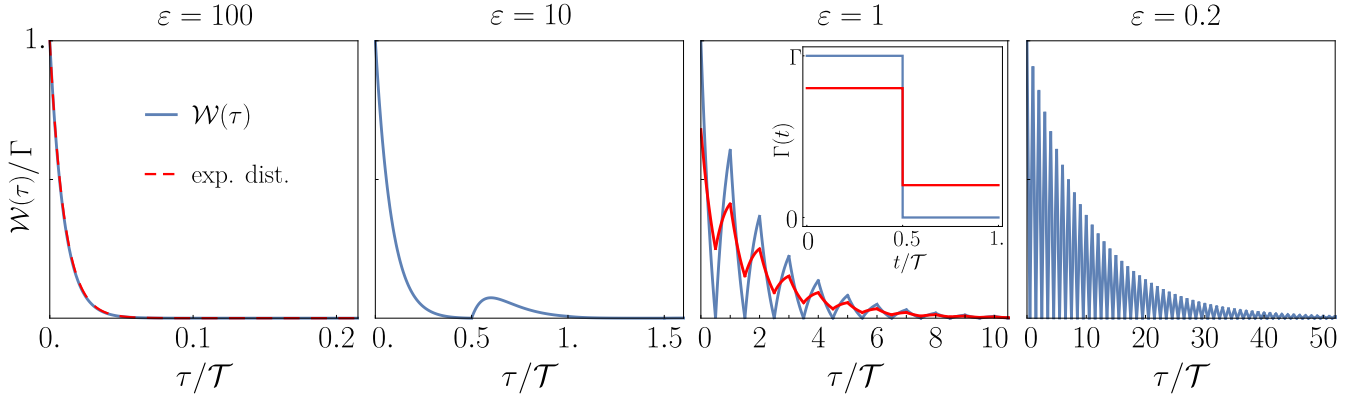 ε = 100
ε = 10
ε = 1
ε = 0.2
1.
𝒲(τ)/Γ
𝒲(τ)
exp. dist.
Γ
Γ(t)
0
0 0.5 1.
t/𝒯
0. 0.1 0.2
0. 0.5 1. 1.5
0 2 4 6 8 10
0 10 20 30 40 50
τ/𝒯
τ/𝒯
τ/𝒯
τ/𝒯